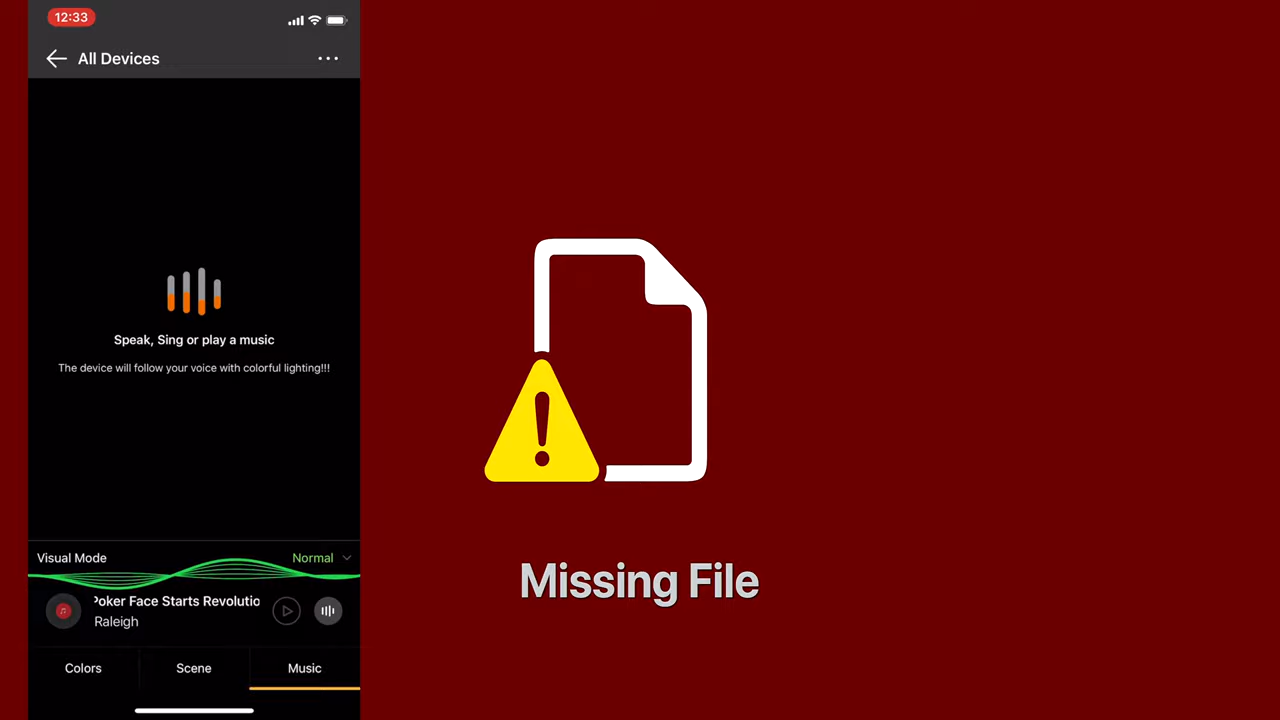 12:33
All Devices
Speak, Sing or play a music
The device will follow your voice with colorful lighting!!!
Visual Mode
Normal
Poker Face Starts Revolutio
Raleigh
Colors
Scene
Music
Missing File